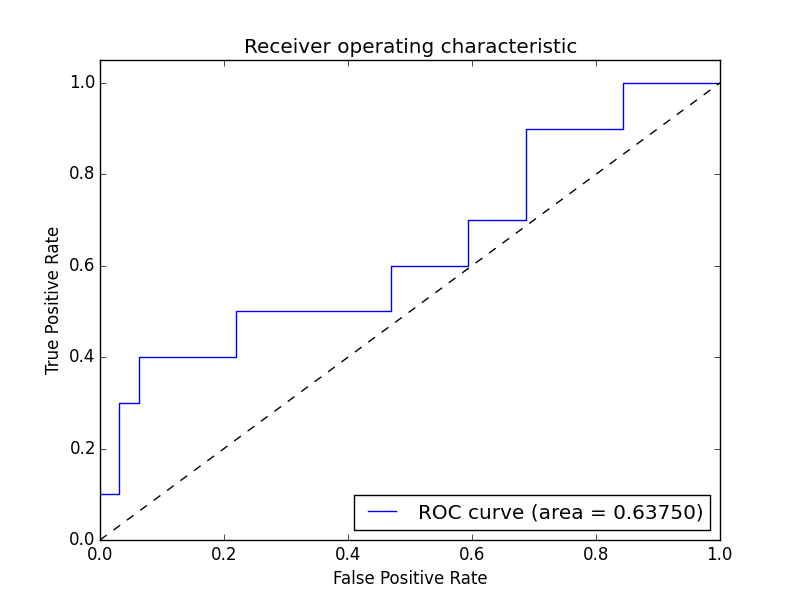 Receiver operating characteristic
True Positive Rate
1.0
0.8
0.6
0.4
0.2
0.0
ROC curve (area = 0.63750)
0.0 0.2 0.4 0.6 0.8 1.0
False Positive Rate